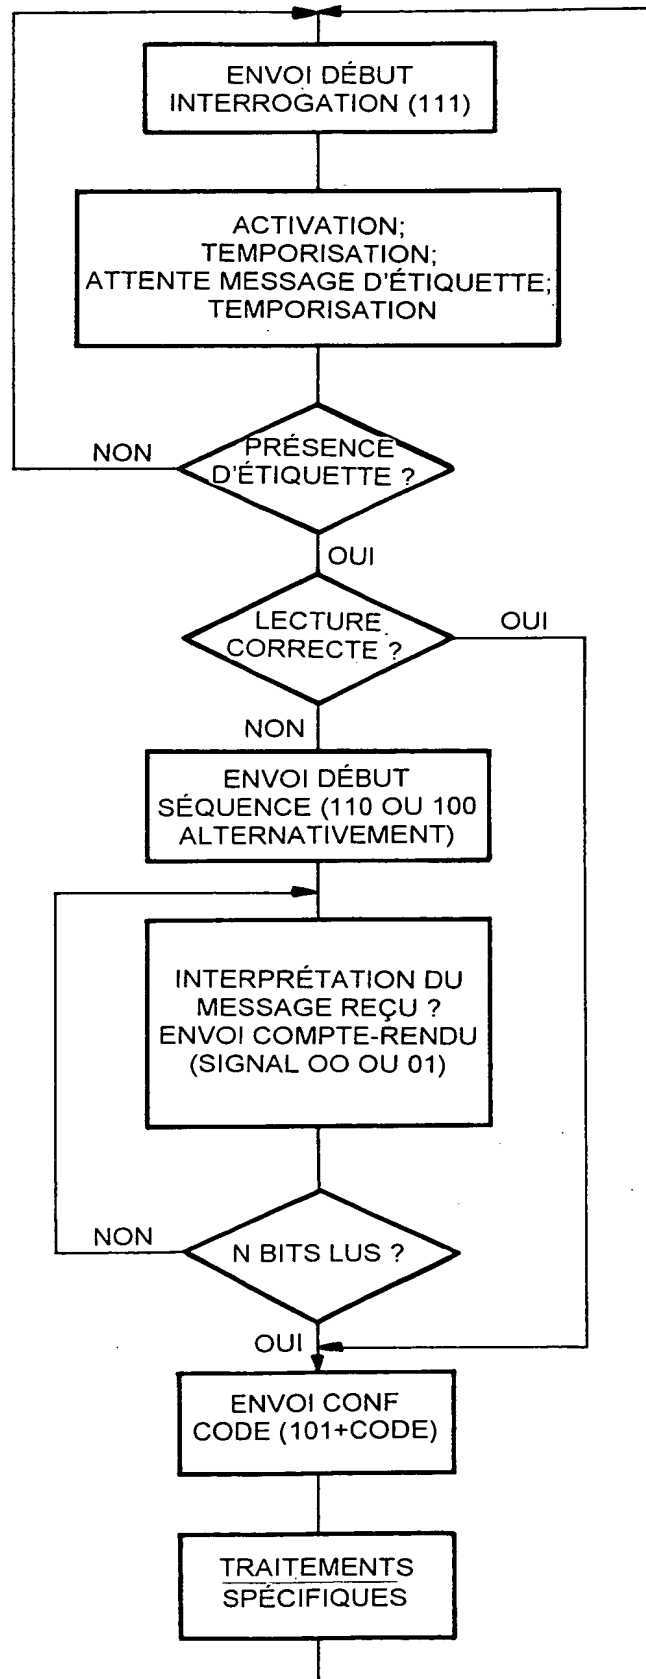 ENVOI DÉBUT
INTERROGATION (111)
ACTIVATION;
TEMPORISATION;
ATTENTE MESSAGE D'ÉTIQUETTE;
TEMPORISATION
NON
PRÉSENCE
D'ÉTIQUETTE ?
OUI
LECTURE
CORRECTE ?
OUI
NON
ENVOI DÉBUT
SÉQUENCE (110 OU 100
ALTERNATIVEMENT)
INTERPRÉTATION DU
MESSAGE REÇU ?
ENVOI COMPTE-RENDU
(SIGNAL OO OU 01)
NON
N BITS LUS ?
OUI
ENVOI CONF
CODE (101+CODE)
TRAITEMENTS
SPÉCIFIQUES